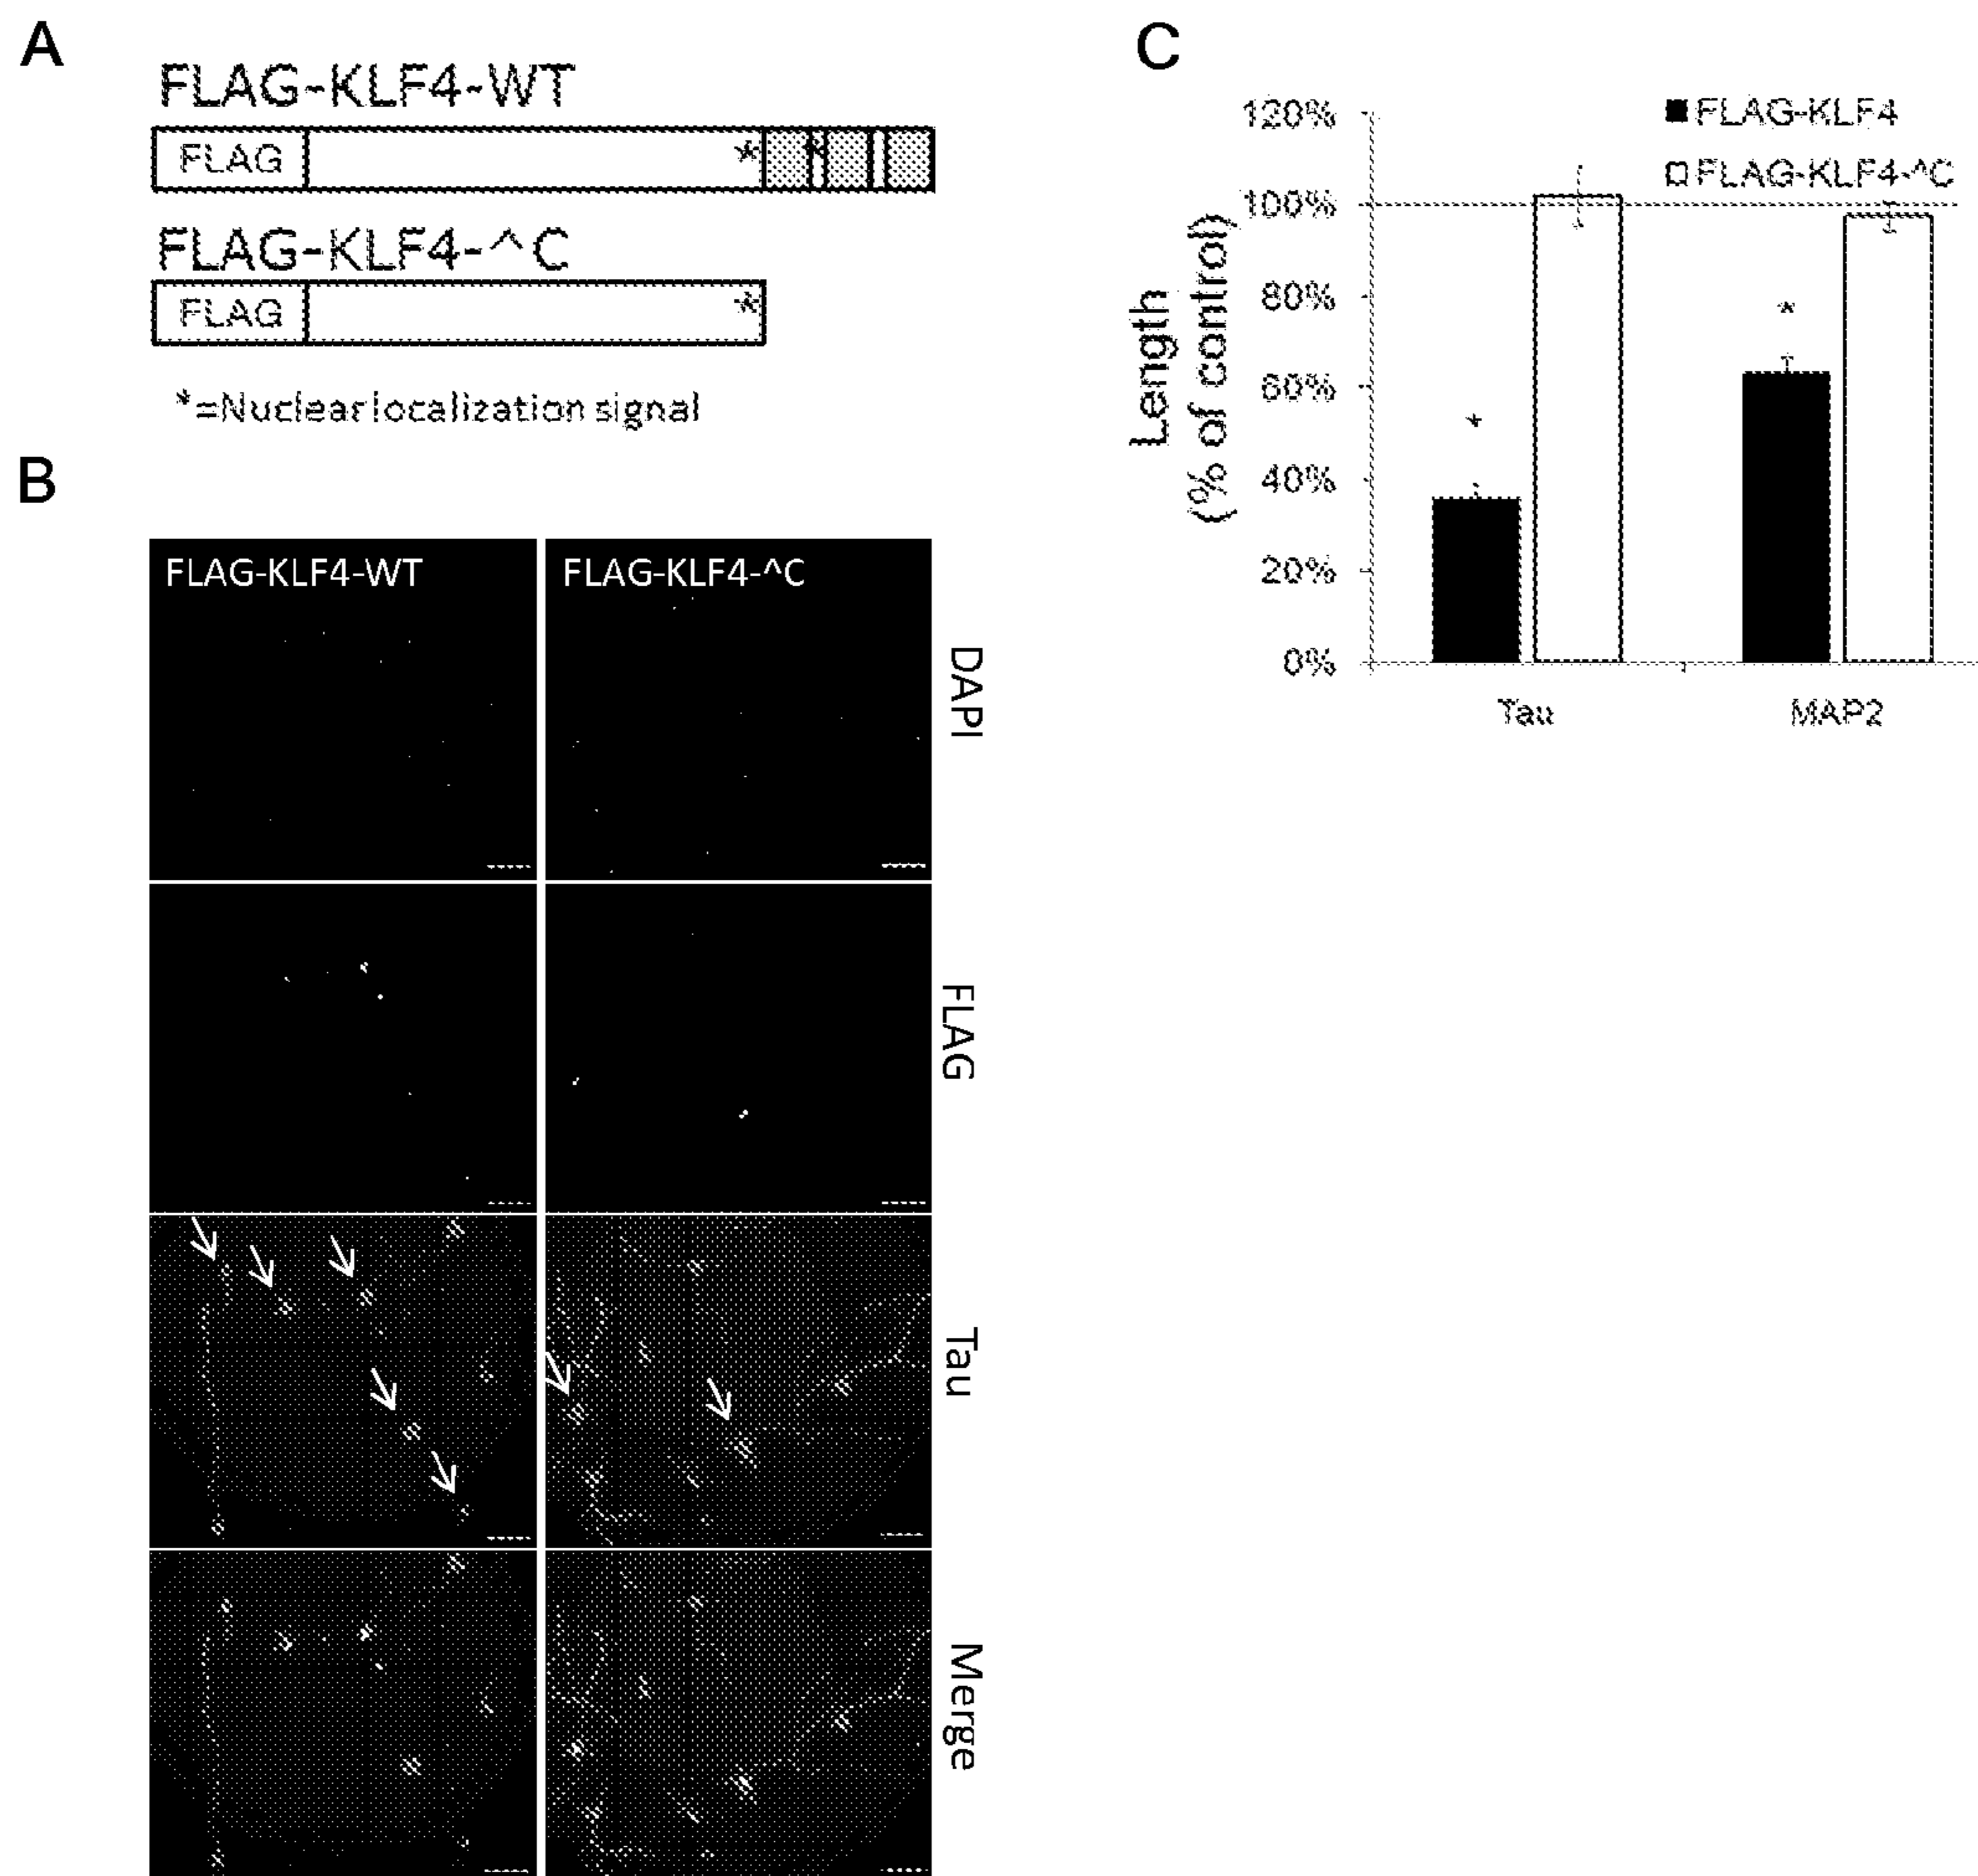 A
FLAG-KLF4-WT
FLAG
*
*
FLAG-KLF4-^C
FLAG
*
*=Nuclear localization signal
B
FLAG-KLF4-WT
FLAG-KLF4-^C
DAPI
FLAG
Tau
Merge
C
FLAG-KLF4
FLAG-KLF4-^C
Length
(% of control)
120%
100%
80%
60%
40%
20%
0%
*
*
Tau
MAP2